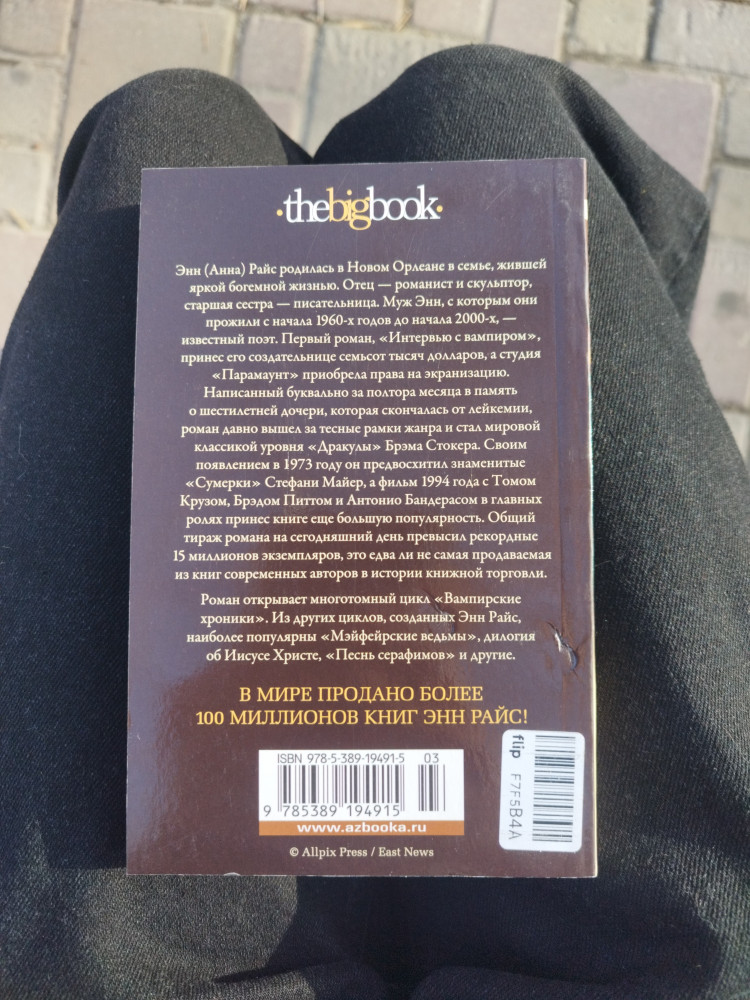 ·thebigbook·
Энн (Анна) Райс родилась в Новом Орлеане в семье, жившей
яркой богемной жизнью. Отец — романист и скульптор,
старшая сестра — писательница. Муж Энн, с которым они
прожили с начала 1960-х годов до начала 2000-х, —
известный поэт. Первый роман, «Интервью с вампиром»,
принес его создательнице семьсот тысяч долларов, а студия
«Парамаунт» приобрела права на экранизацию.
Написанный буквально за полтора месяца в память
о шестилетней дочери, которая скончалась от лейкемии,
роман давно вышел за тесные рамки жанра и стал мировой
классикой уровня «Дракулы» Брэма Стокера. Своим
появлением в 1973 году он предвосхитил знаменитые
«Сумерки» Стефани Майер, а фильм 1994 года с Томом
Крузом, Брэдом Питтом и Антонио Бандерасом в главных
ролях принес книге еще большую популярность. Общий
тираж романа на сегодняшний день превысил рекордные
15 миллионов экземпляров, это едва ли не самая продаваемая
из книг современных авторов в истории книжной торговли.
Роман открывает многотомный цикл «Вампирские
хроники». Из других циклов, созданных Энн Райс,
наиболее популярны «Мэйфейрские ведьмы», дилогия
об Иисусе Христе, «Песнь серафимов» и другие.
В МИРЕ ПРОДАНО БОЛЕЕ
100 МИЛЛИОНОВ КНИГ ЭНН РАЙС!
ISBN 978-5-389-19491-5 03
9 785389 194915
www.azbooka.ru
© Allpix Press / East News
flip F7F5B4A